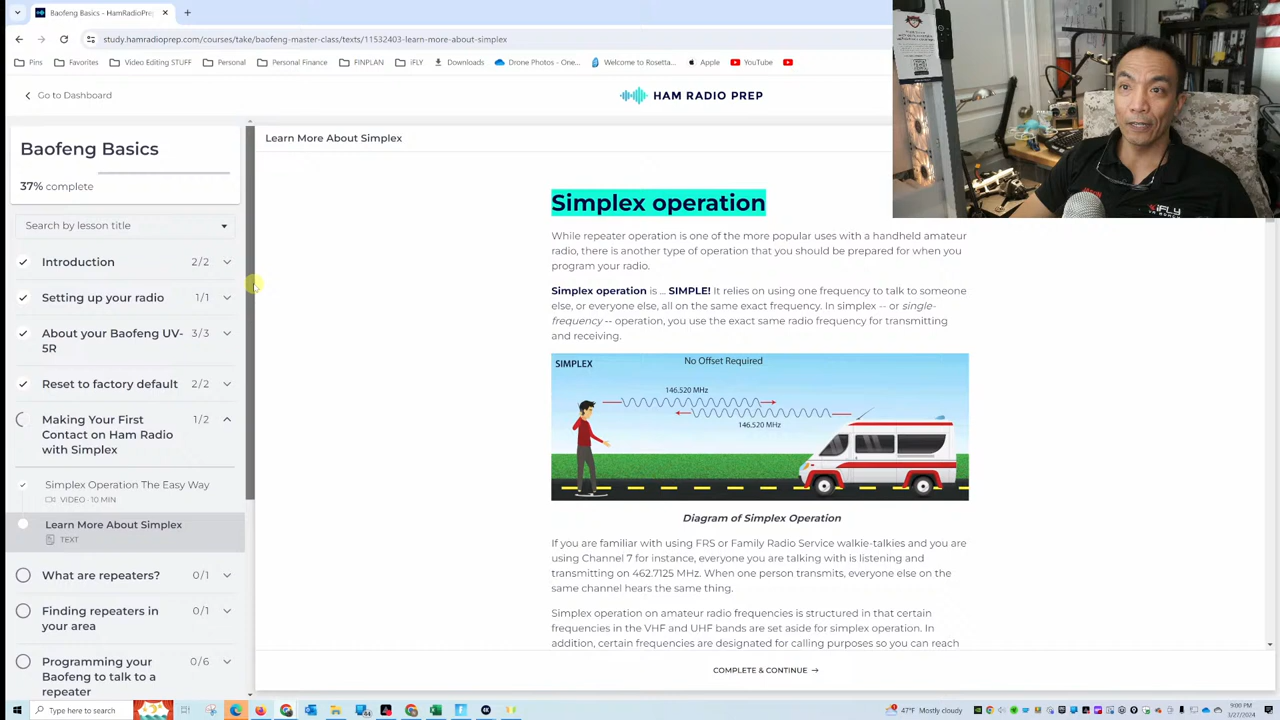 Baofeng Basics - HamRadioPre
study.hamradioprep.com/courses/take/baofeng-master-class/texts/11532403-learn-more-about-simplex
Pins
Favorites
Video Editing STUFF
Personal Finance
iFLY
Downloads
Drone Photos - One...
Welcome to Rosetta...
Apple
YouTube
Go to Dashboard
HAM RADIO PREP
Learn More About Simplex
Baofeng Basics
37% complete
Search by lesson title
Introduction 2/2
Setting up your radio 1/1
About your Baofeng UV-
5R 3/3
Reset to factory default 2/2
Making Your First 1/2
Contact on Ham Radio
with Simplex
Simplex Operation The Easy Way
VIDEO · 10 MIN
Learn More About Simplex
TEXT
What are repeaters? 0/1
Finding repeaters in 0/1
your area
Programming your 0/6
Baofeng to talk to a
repeater
Simplex operation
While repeater operation is one of the more popular uses with a handheld amateur
radio, there is another type of operation that you should be prepared for when you
program your radio.
Simplex operation is ... SIMPLE! It relies on using one frequency to talk to someone
else, or everyone else, all on the same exact frequency. In simplex -- or single-
frequency -- operation, you use the exact same radio frequency for transmitting
and receiving.
SIMPLEX
No Offset Required
146.520 MHz
146.520 MHz
Diagram of Simplex Operation
If you are familiar with using FRS or Family Radio Service walkie-talkies and you are
using Channel 7 for instance, everyone you are talking with is listening and
transmitting on 462.7125 MHz. When one person transmits, everyone else on the
same channel hears the same thing.
Simplex operation on amateur radio frequencies is structured in that certain
frequencies in the VHF and UHF bands are set aside for simplex operation. In
addition, certain frequencies are designated for calling purposes so you can reach
COMPLETE & CONTINUE →
Type here to search
47°F Mostly cloudy
9:00 PM
3/27/2024